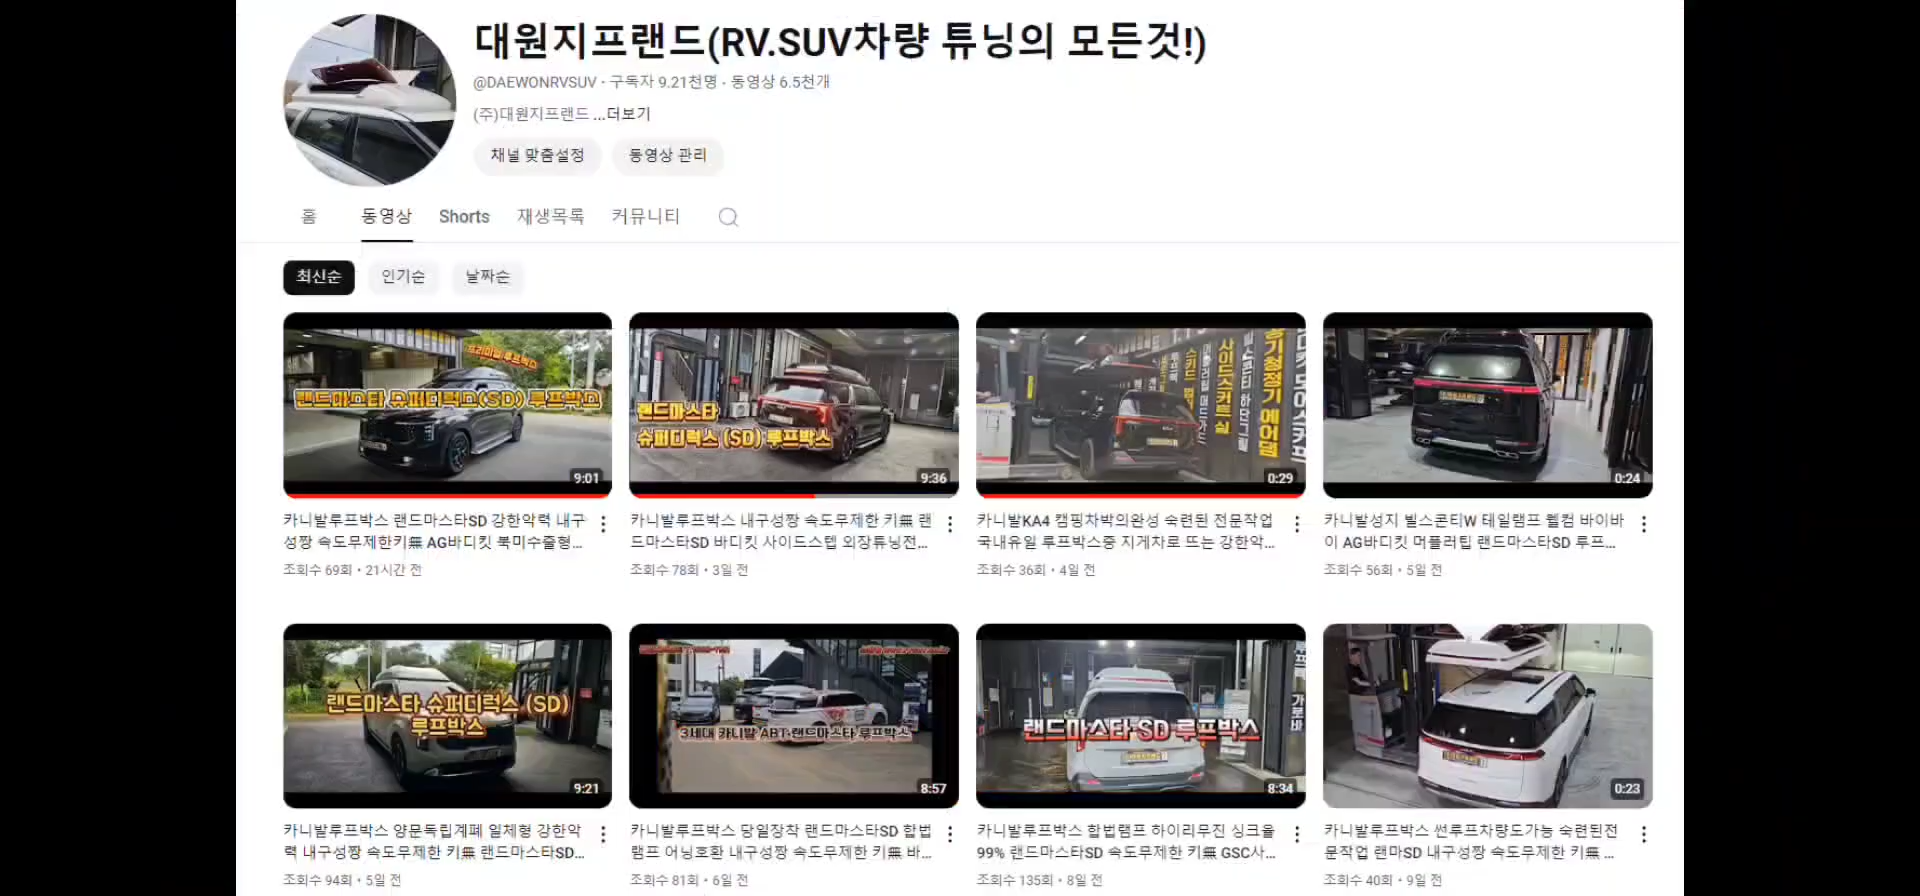 대원지프랜드(RV.SUV차량 튜닝의 모든것!)
@DAEWONRVSUV · 구독자 9.21천명 · 동영상 6.5천개
(주)대원지프랜드 ...더보기
채널 맞춤설정 동영상 관리
홈 동영상 Shorts 재생목록 커뮤니티
최신순 인기순 날짜순
프리미엄 루프박스
랜드마스타 슈퍼디럭스(SD) 루프박스
9:01
랜드마스타
슈퍼디럭스 (SD) 루프박스
9:36
사이드스커트 실
공기청정기 에어댐
0:29
0:24
카니발루프박스 랜드마스타SD 강한악력 내구
성짱 속도무제한키無 AG바디킷 북미수출형...
조회수 69회 · 21시간 전
카니발루프박스 내구성짱 속도무제한 키無 랜
드마스타SD 바디킷 사이드스텝 외장튜닝전...
조회수 78회 · 3일 전
카니발KA4 캠핑차박의완성 숙련된 전문작업
국내유일 루프박스중 지게차로 뜨는 강한악...
조회수 36회 · 4일 전
카니발성지 빌스콘티W 테일램프 웰컴 바이바
이 AG바디킷 머플러팁 랜드마스타SD 루프...
조회수 56회 · 5일 전
랜드마스타 슈퍼디럭스 (SD)
루프박스
9:21
3세대 카니발 ABT 랜드마스타 루프박스
8:57
랜드마스타 SD 루프박스
가로바
8:34
0:23
카니발루프박스 양문독립계폐 일체형 강한악
력 내구성짱 속도무제한 키無 랜드마스타SD...
조회수 94회 · 5일 전
카니발루프박스 당일장착 랜드마스타SD 합법
램프 어닝호환 내구성짱 속도무제한 키無 바...
조회수 81회 · 6일 전
카니발루프박스 합법램프 하이리무진 싱크율
99% 랜드마스타SD 속도무제한 키無 GSC사...
조회수 135회 · 8일 전
카니발루프박스 썬루프차량도가능 숙련된전
문작업 랜마SD 내구성짱 속도무제한 키無 ...
조회수 40회 · 9일 전